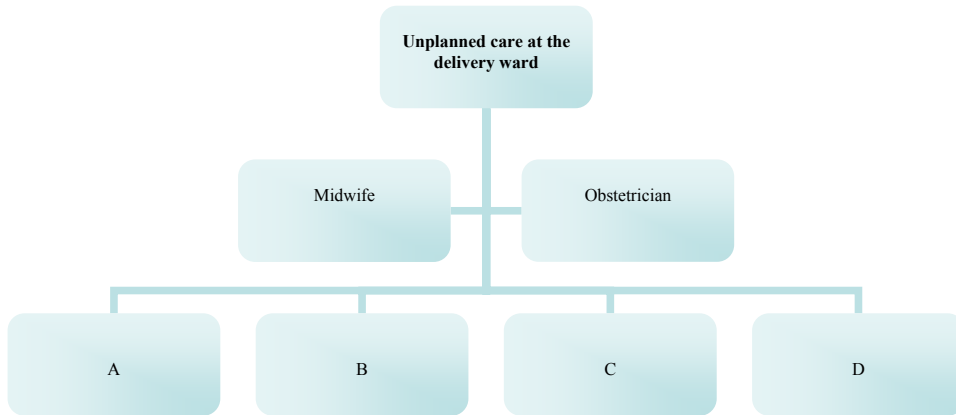 Unplanned care at the
delivery ward
Midwife
Obstetrician
A
B
C
D